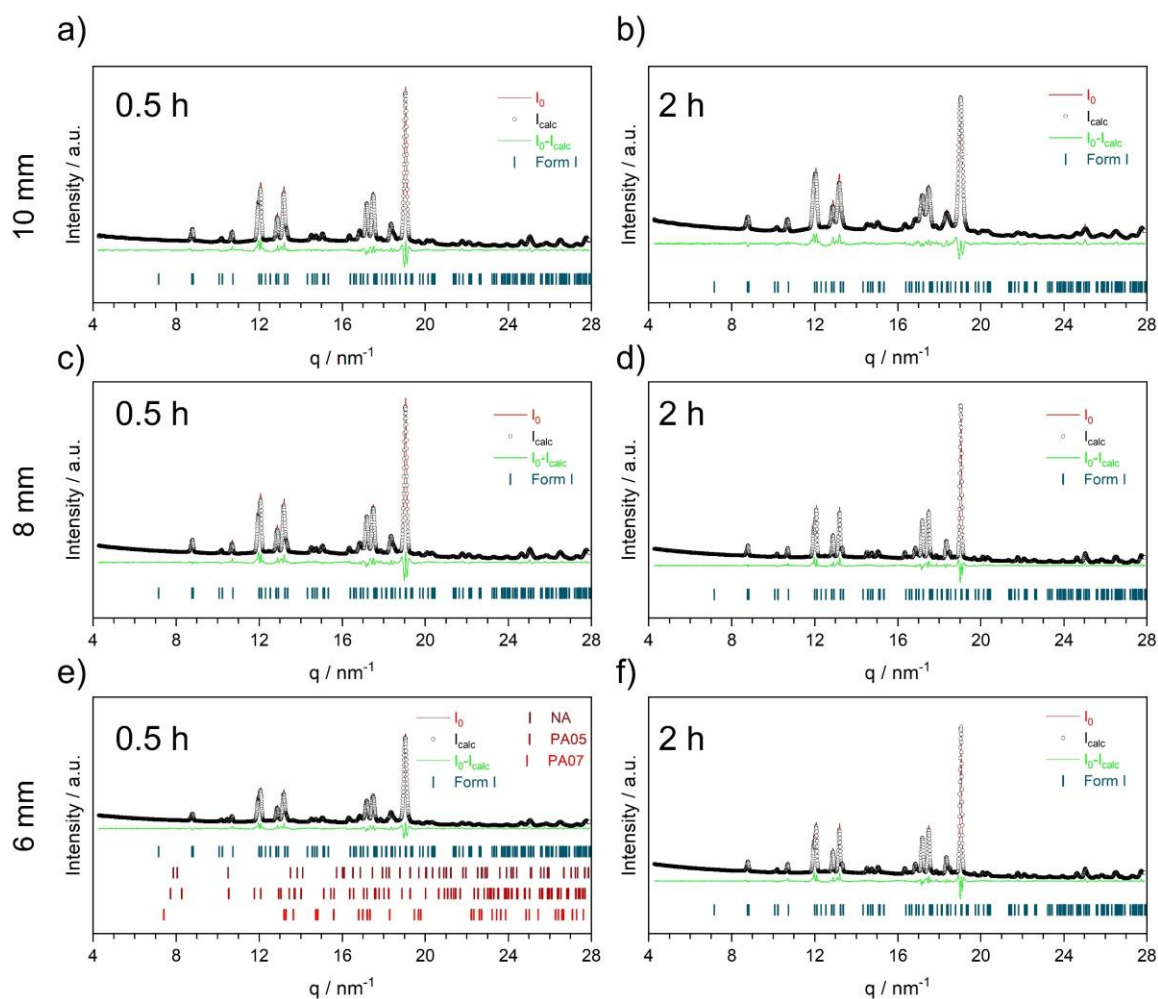 a)
10 mm
Intensity / a.u.
0.5 h
I0
Icalc
I0-Icalc
Form I
4 8 12 16 20 24 28
q / nm-1
b)
Intensity / a.u.
2 h
I0
Icalc
I0-Icalc
Form I
4 8 12 16 20 24 28
q / nm-1
c)
8 mm
Intensity / a.u.
0.5 h
I0
Icalc
I0-Icalc
Form I
4 8 12 16 20 24 28
q / nm-1
d)
Intensity / a.u.
2 h
I0
Icalc
I0-Icalc
Form I
4 8 12 16 20 24 28
q / nm-1
e)
6 mm
Intensity / a.u.
0.5 h
I0
Icalc
I0-Icalc
Form I
NA
PA05
PA07
4 8 12 16 20 24 28
q / nm-1
f)
Intensity / a.u.
2 h
I0
Icalc
I0-Icalc
Form I
4 8 12 16 20 24 28
q / nm-1